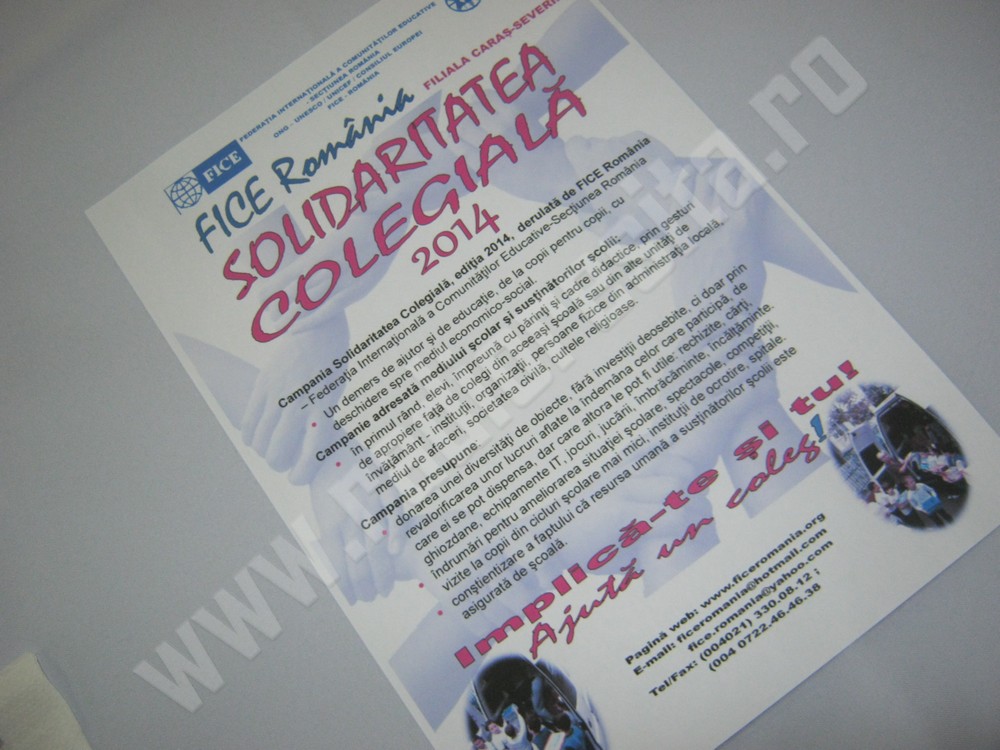 FEDERAȚIA INTERNAȚIONALĂ A COMUNITĂȚILOR EDUCATIVE
- SECȚIUNEA ROMÂNIA
ONG - UNESCO / UNICEF / CONSILIUL EUROPEI
FICE - ROMANIA
FICE
FICE România FILIALA CARAȘ-SEVERIN
SOLIDARITATEA
COLEGIALĂ
2014
Campania Solidaritatea Colegială, ediția 2014, derulată de FICE România
– Federația Internațională a Comunităților Educative-Secțiunea România
• Un demers de ajutor și de educație, de la copii pentru copii, cu
deschidere spre mediul economico-social.
Campanie adresată mediului școlar și susținătorilor școlii:
• în primul rând, elevi, împreună cu părinți și cadre didactice, prin gesturi
de apropiere față de colegi din aceeași școală sau din alte unități de
învățământ - instituții, organizații, persoane fizice din administrația locală,
mediul de afaceri, societatea civilă, cultele religioase.
Campania presupune:
• donarea unei diversități de obiecte, fără investiții deosebite, ci doar prin
revalorificarea unor lucruri aflate la îndemâna celor care participă, de
care ei se pot dispensa, dar care altora le pot fi utile: rechizite, cărți,
ghiozdane, echipamente IT, jocuri, jucării, îmbrăcăminte, încălțăminte.
• îndrumări pentru ameliorarea situației școlare, spectacole, competiții,
vizite la copii din cicluri școlare mai mici, instituții de ocrotire, spitale.
• conștientizare a faptului că resursa umană a susținătorilor școlii este
asigurată de școală.
Implică-te și tu!
Ajută un coleg!
Pagină web: www.ficeromania.org
E-mail: ficeromania@hotmail.com
fice.romania@yahoo.com
Tel/Fax: (004021) 330.08.12 ;
(004 0722.46.46.38